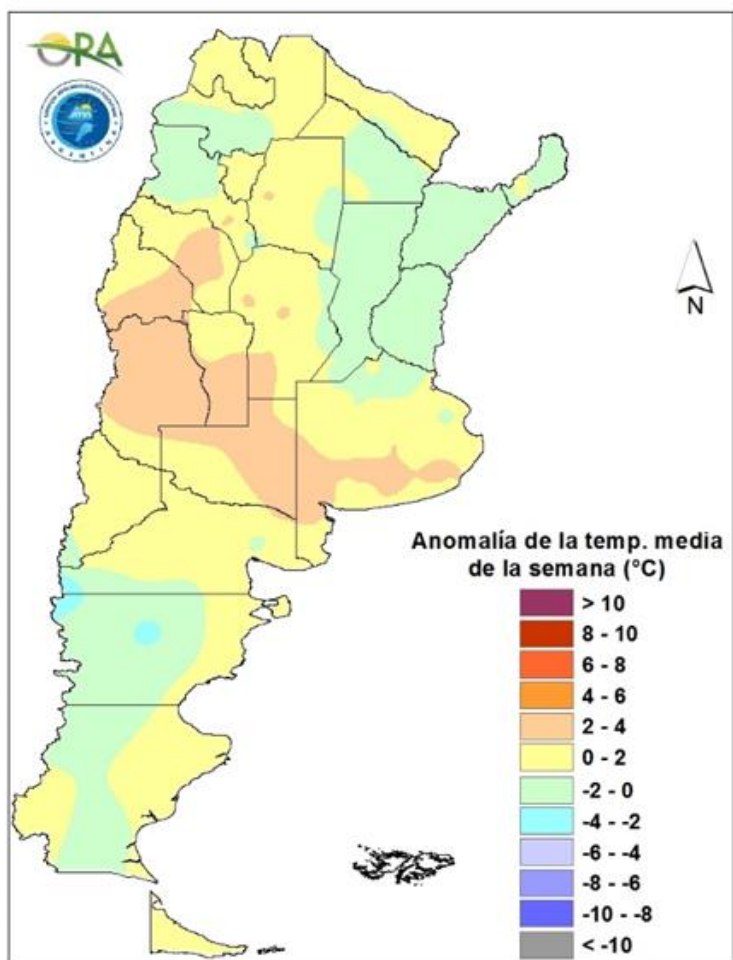 ORA
N
Anomalía de la temp. media
de la semana (°C)
> 10
8 - 10
6 - 8
4 - 6
2 - 4
0 - 2
-2 - 0
-4 - -2
-6 - -4
-8 - -6
-10 - -8
< -10